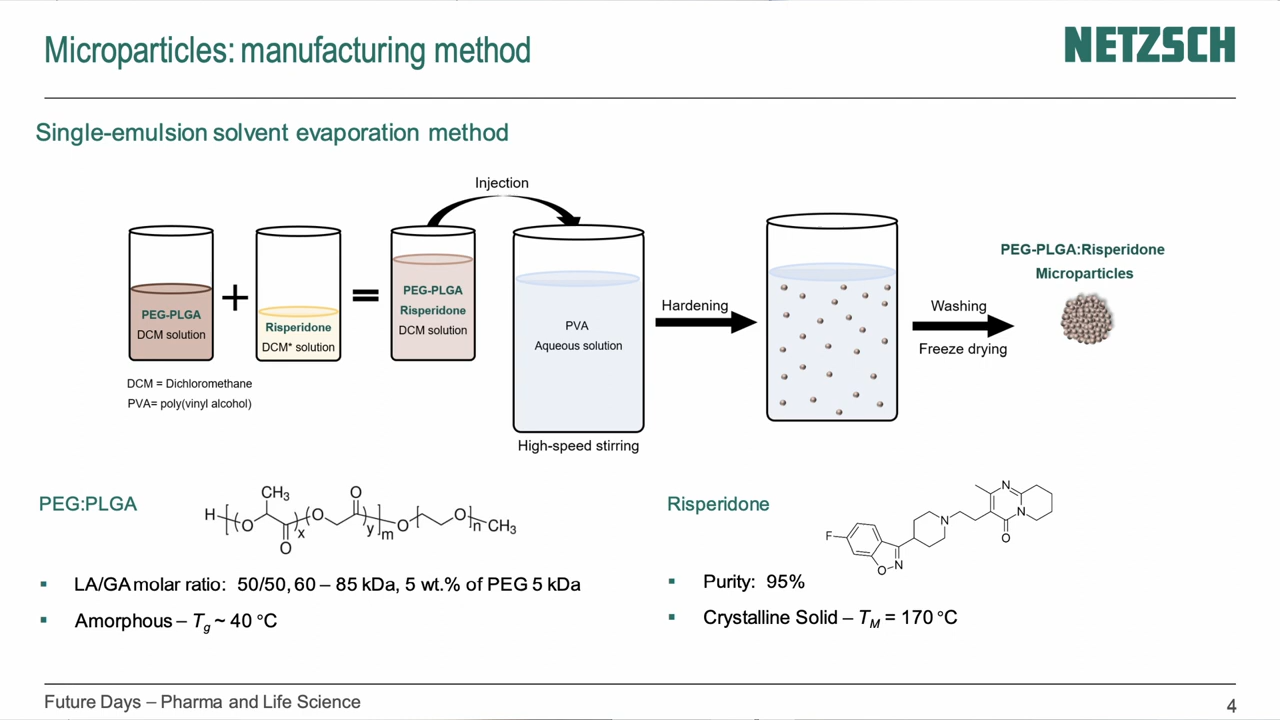 Microparticles: manufacturing method
NETZSCH
Single-emulsion solvent evaporation method
Injection
PEG-PLGA
DCM solution
+
Risperidone
DCM* solution
=
PEG-PLGA
Risperidone
DCM solution
PVA
Aqueous solution
High-speed stirring
Hardening
Washing
Freeze drying
PEG-PLGA:Risperidone
Microparticles
DCM = Dichloromethane
PVA= poly(vinyl alcohol)
PEG:PLGA
H
O
CH₃
O
x
O
O
y
m
O
O
n
CH₃
▪ LA/GA molar ratio: 50/50, 60 – 85 kDa, 5 wt.% of PEG 5 kDa
▪ Amorphous – Tg ~ 40 °C
Risperidone
F
O
N
N
O
N
N
▪ Purity: 95%
▪ Crystalline Solid – TM = 170 °C
Future Days – Pharma and Life Science
4